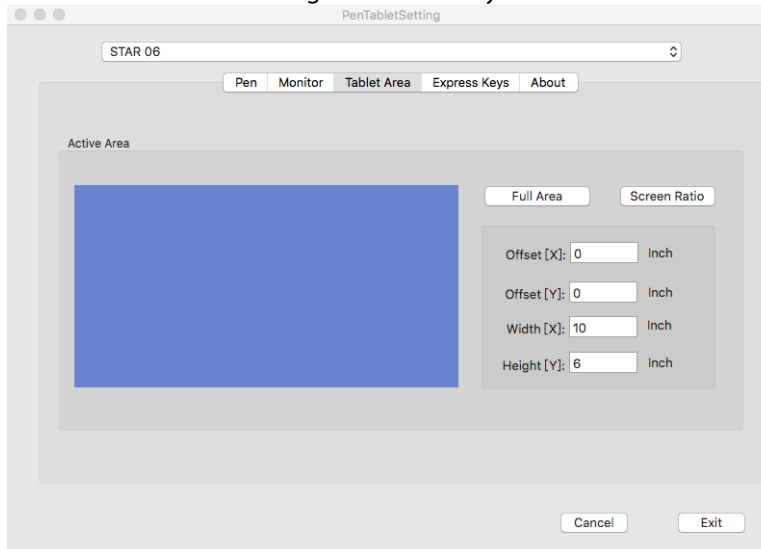 PenTabletSetting
STAR 06
Pen Monitor Tablet Area Express Keys About
Active Area
Full Area Screen Ratio
Offset [X]: 0 Inch
Offset [Y]: 0 Inch
Width [X]: 10 Inch
Height [Y]: 6 Inch
Cancel Exit